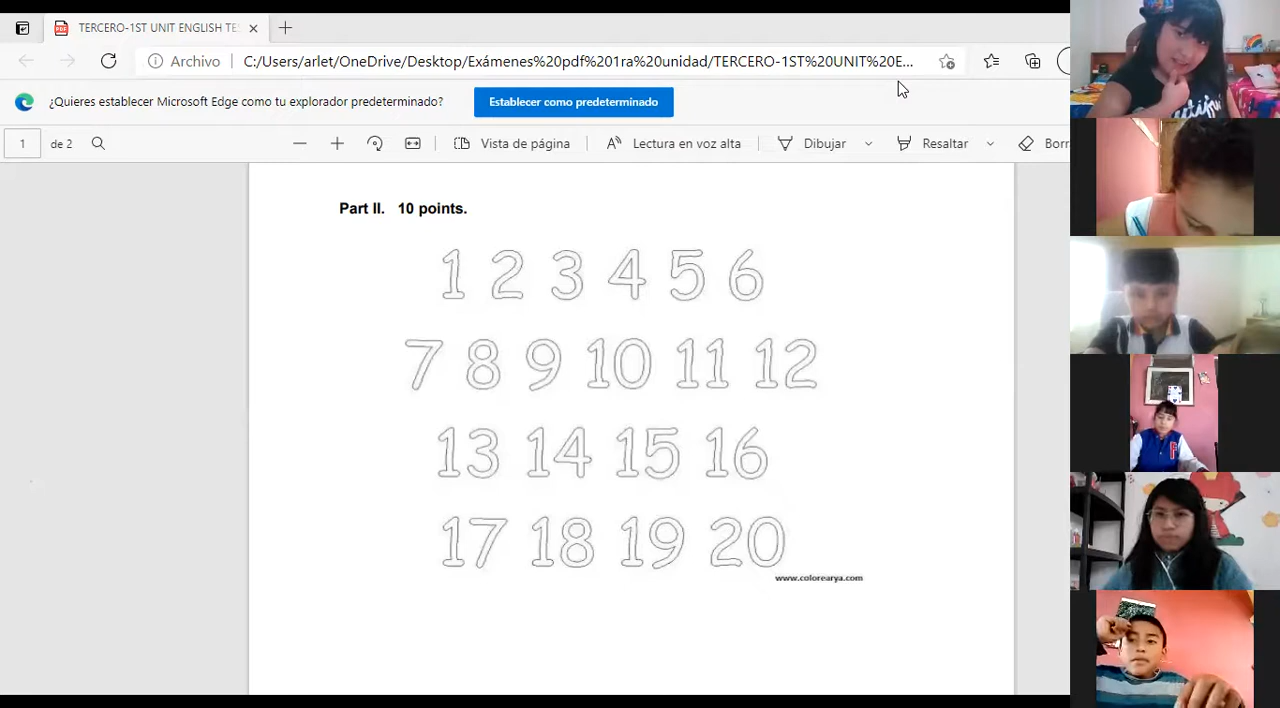 TERCERO-1ST UNIT ENGLISH TE
Archivo
C:/Users/arlet/OneDrive/Desktop/Exámenes%20pdf%201ra%20unidad/TERCERO-1ST%20UNIT%20E...
¿Quieres establecer Microsoft Edge como tu explorador predeterminado?
Establecer como predeterminado
1 de 2
Vista de página
Lectura en voz alta
Dibujar
Resaltar
Borr
Part II. 10 points.
1 2 3 4 5 6
7 8 9 10 11 12
13 14 15 16
17 18 19 20
www.colorearya.com